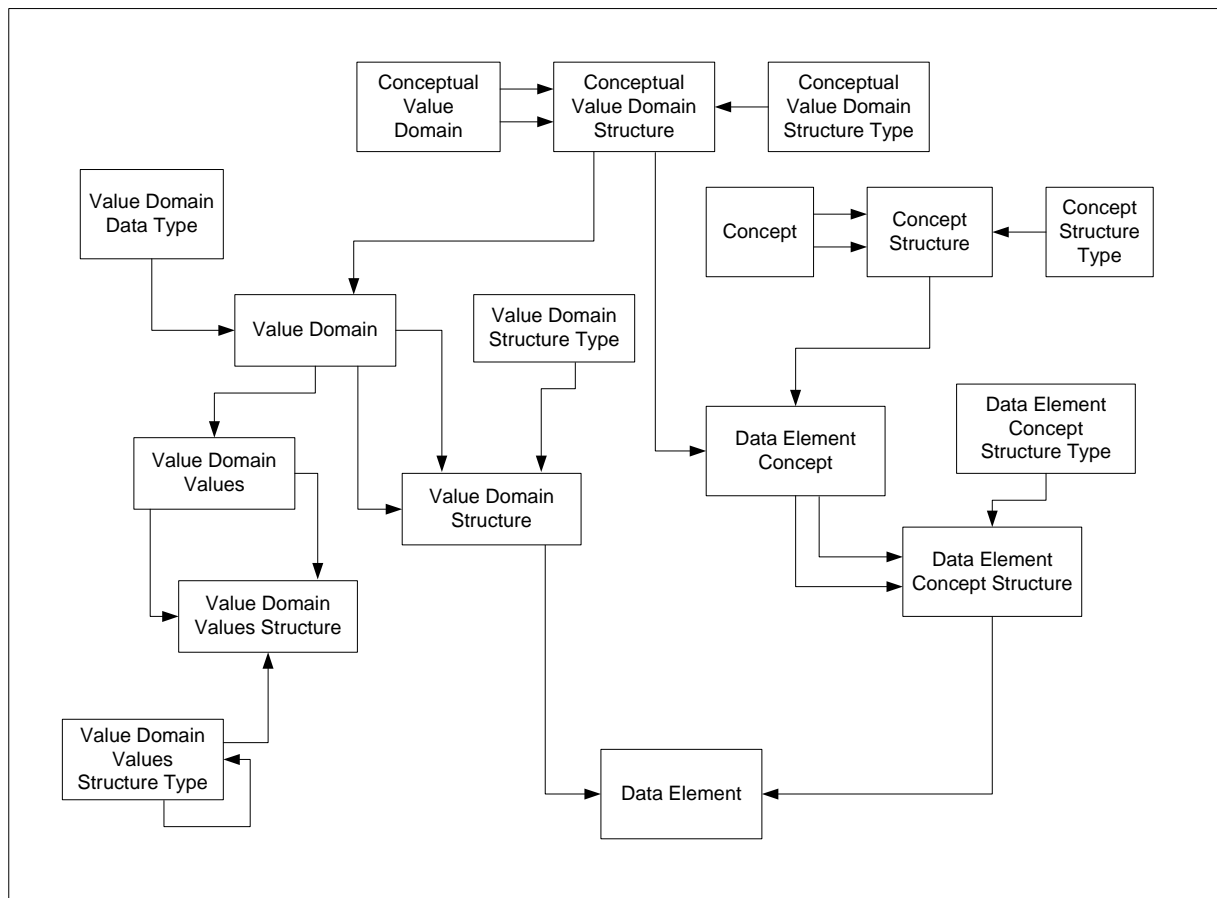 Conceptual
Value
Domain
Conceptual
Value Domain
Structure
Conceptual
Value Domain
Structure Type
Value Domain
Data Type
Concept
Concept
Structure
Concept
Structure
Type
Value Domain
Value Domain
Structure Type
Data Element
Concept
Data Element
Concept
Structure Type
Value Domain
Values
Value Domain
Structure
Data Element
Concept Structure
Value Domain
Values Structure
Value Domain
Values
Structure Type
Data Element